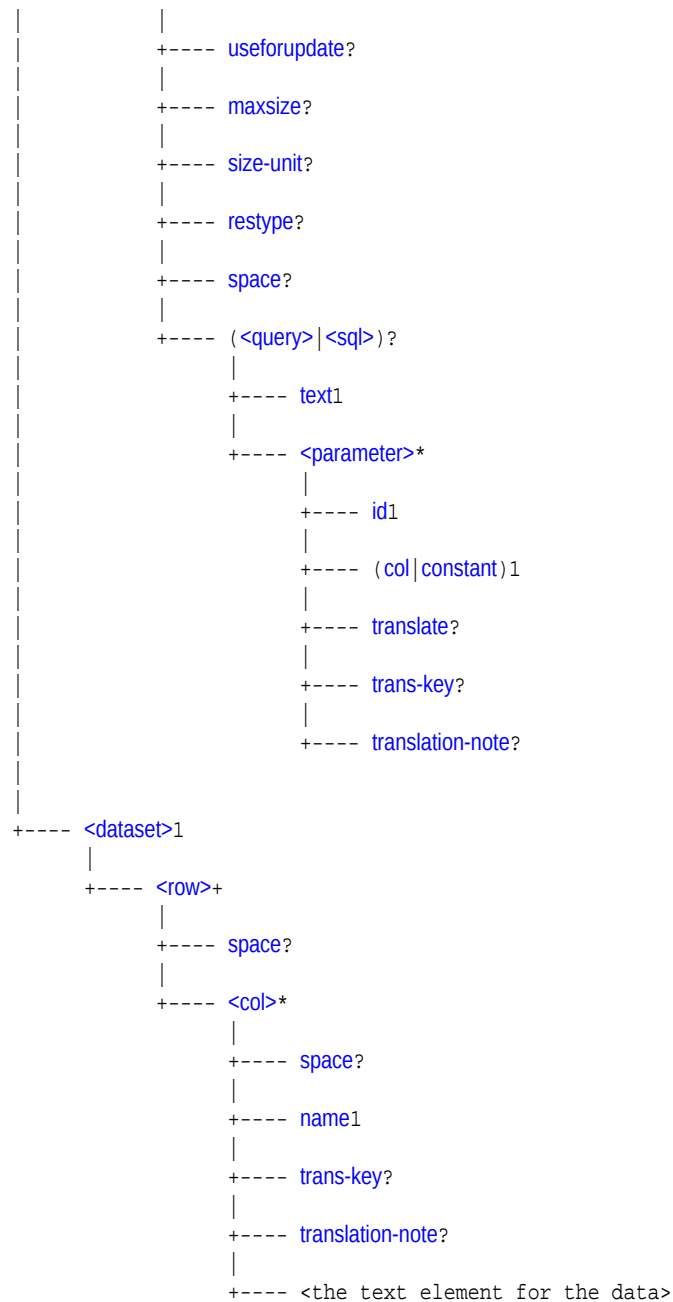 |                  |
|                  +---- useforupdate?
|                  |
|                  +---- maxsize?
|                  |
|                  +---- size-unit?
|                  |
|                  +---- restype?
|                  |
|                  +---- space?
|                  |
|                  +---- (<query>|<sql>)?
|                           |
|                           +---- text1
|                           |
|                           +---- <parameter>*
|                                    |
|                                    +---- id1
|                                    |
|                                    +---- (col|constant)1
|                                    |
|                                    +---- translate?
|                                    |
|                                    +---- trans-key?
|                                    |
|                                    +---- translation-note?
|
|
+---- <dataset>1
         |
         +---- <row>+
                  |
                  +---- space?
                  |
                  +---- <col>*
                           |
                           +---- space?
                           |
                           +---- name1
                           |
                           +---- trans-key?
                           |
                           +---- translation-note?
                           |
                           +---- <the text element for the data>